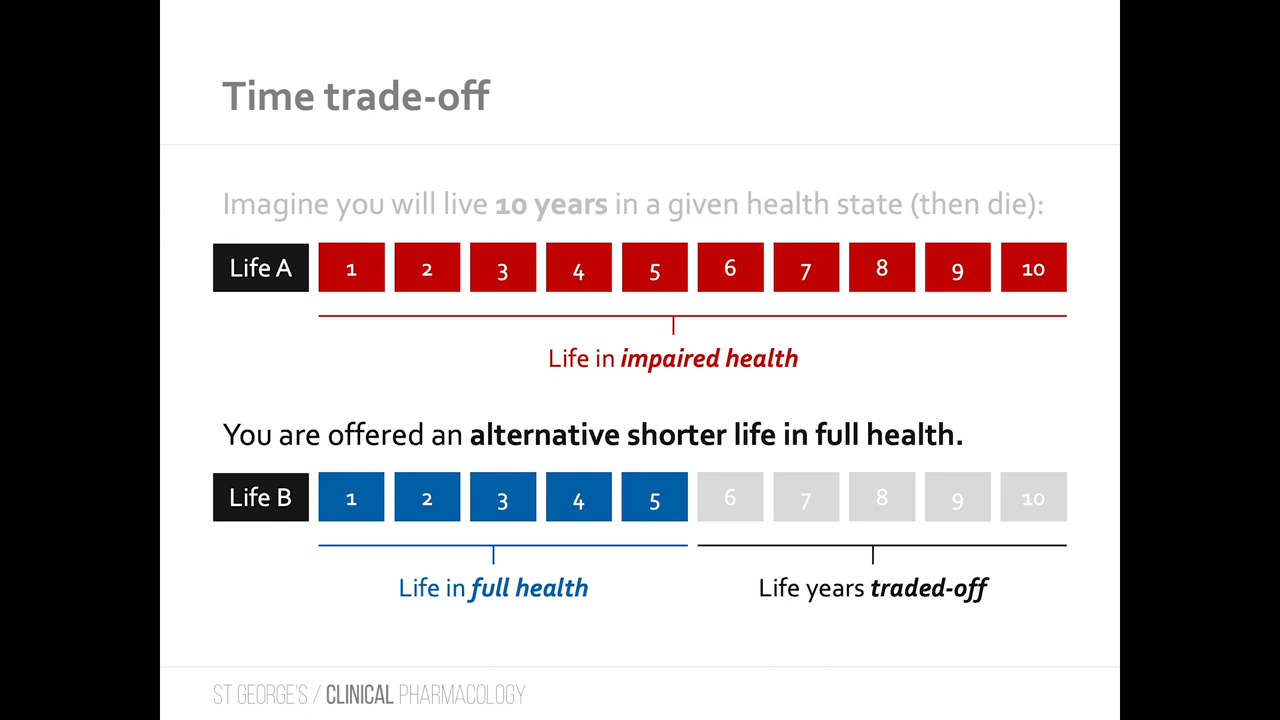 Time trade-off
Imagine you will live 10 years in a given health state (then die):
Life A 1 2 3 4 5 6 7 8 9 10
Life in impaired health
You are offered an alternative shorter life in full health.
Life B 1 2 3 4 5 6 7 8 9 10
Life in full health Life years traded-off
ST GEORGE'S / CLINICAL PHARMACOLOGY